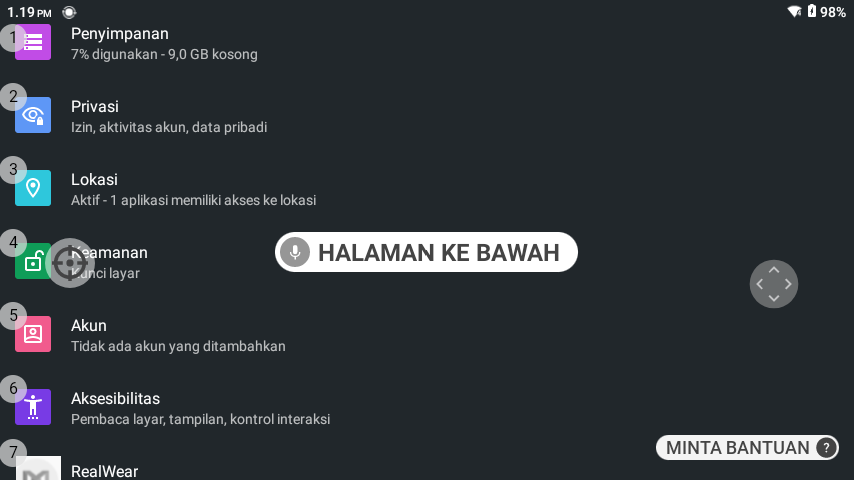 1.19 PM
98%
1
Penyimpanan
7% digunakan - 9,0 GB kosong
2
Privasi
Izin, aktivitas akun, data pribadi
3
Lokasi
Aktif - 1 aplikasi memiliki akses ke lokasi
4
Keamanan
Kunci layar
HALAMAN KE BAWAH
5
Akun
Tidak ada akun yang ditambahkan
6
Aksesibilitas
Pembaca layar, tampilan, kontrol interaksi
MINTA BANTUAN ?
7
RealWear